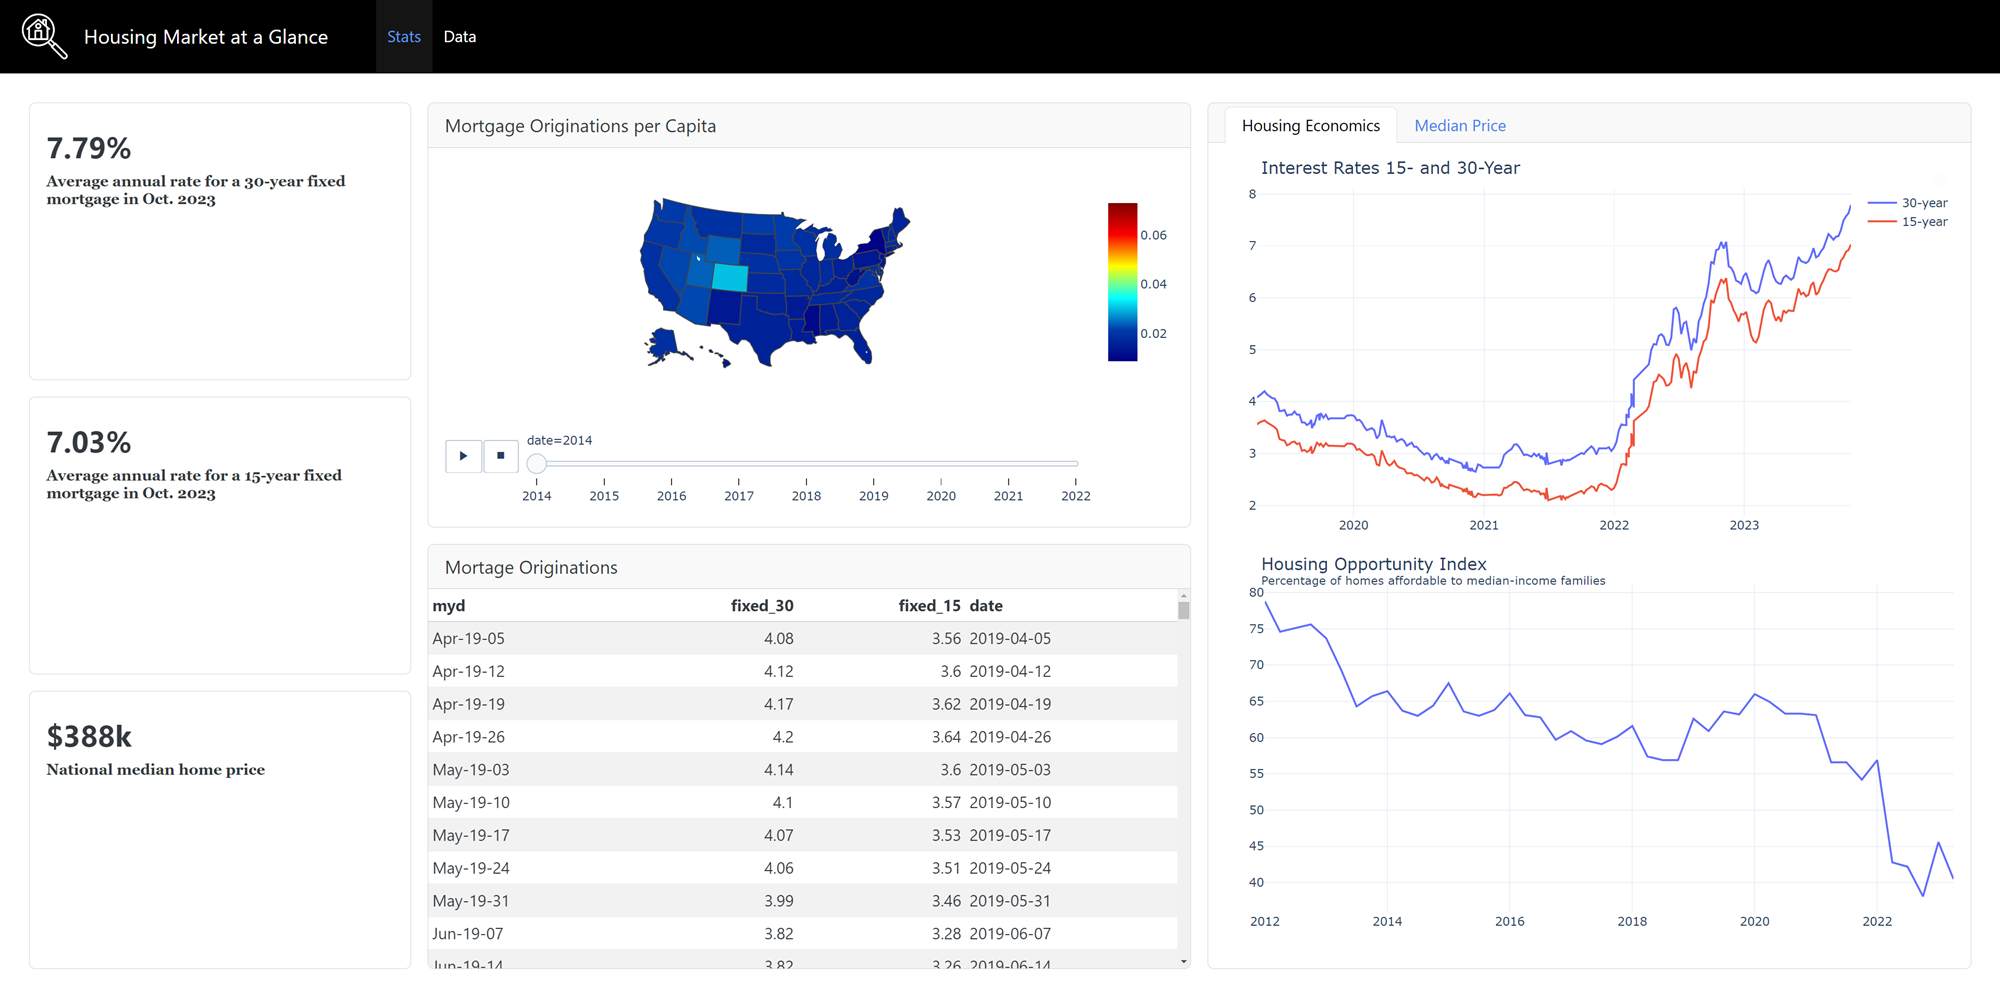 Housing Market at a Glance
Stats
Data
7.79%
Average annual rate for a 30-year fixed
mortgage in Oct. 2023
7.03%
Average annual rate for a 15-year fixed
mortgage in Oct. 2023
$388k
National median home price
Mortgage Originations per Capita
0.06
0.04
0.02
date=2014
2014 2015 2016 2017 2018 2019 2020 2021 2022
Mortage Originations
myd fixed_30 fixed_15 date
Apr-19-05 4.08 3.56 2019-04-05
Apr-19-12 4.12 3.6 2019-04-12
Apr-19-19 4.17 3.62 2019-04-19
Apr-19-26 4.2 3.64 2019-04-26
May-19-03 4.14 3.6 2019-05-03
May-19-10 4.1 3.57 2019-05-10
May-19-17 4.07 3.53 2019-05-17
May-19-24 4.06 3.51 2019-05-24
May-19-31 3.99 3.46 2019-05-31
Jun-19-07 3.82 3.28 2019-06-07
Jun-19-14 3.82 3.26 2019-06-14
Housing Economics
Median Price
Interest Rates 15- and 30-Year
8
7
6
5
4
3
2
2020 2021 2022 2023
30-year
15-year
Housing Opportunity Index
Percentage of homes affordable to median-income families
80
75
70
65
60
55
50
45
40
2012 2014 2016 2018 2020 2022